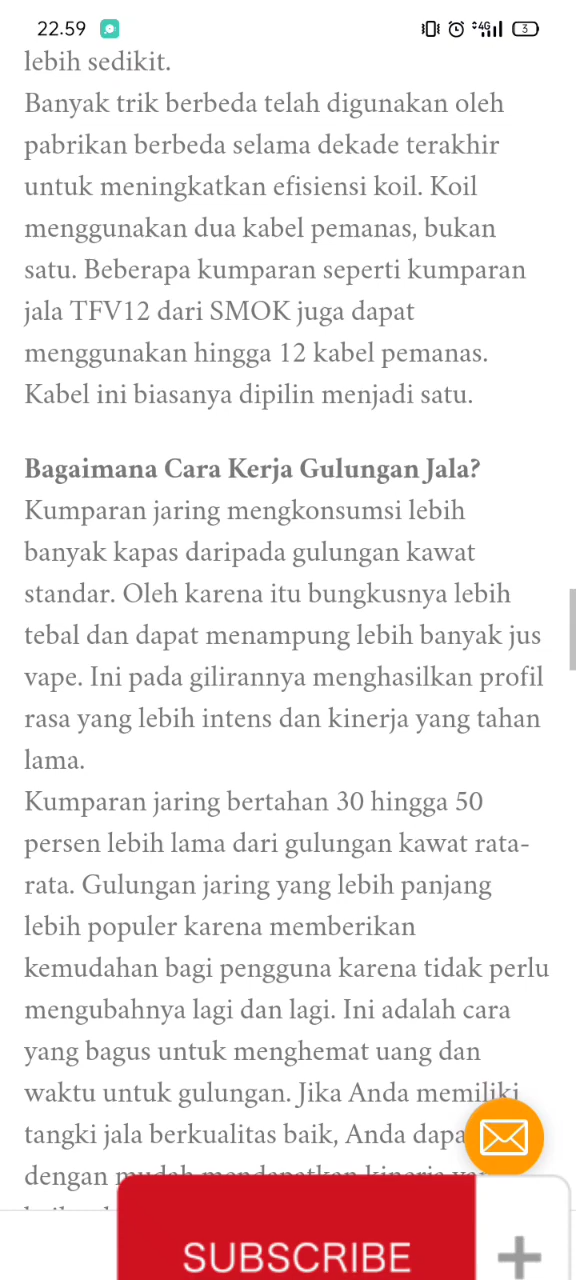 22.59
4G
3
lebih sedikit.
Banyak trik berbeda telah digunakan oleh
pabrikan berbeda selama dekade terakhir
untuk meningkatkan efisiensi koil. Koil
menggunakan dua kabel pemanas, bukan
satu. Beberapa kumparan seperti kumparan
jala TFV12 dari SMOK juga dapat
menggunakan hingga 12 kabel pemanas.
Kabel ini biasanya dipilin menjadi satu.
Bagaimana Cara Kerja Gulungan Jala?
Kumparan jaring mengkonsumsi lebih
banyak kapas daripada gulungan kawat
standar. Oleh karena itu bungkusnya lebih
tebal dan dapat menampung lebih banyak jus
vape. Ini pada gilirannya menghasilkan profil
rasa yang lebih intens dan kinerja yang tahan
lama.
Kumparan jaring bertahan 30 hingga 50
persen lebih lama dari gulungan kawat rata-
rata. Gulungan jaring yang lebih panjang
lebih populer karena memberikan
kemudahan bagi pengguna karena tidak perlu
mengubahnya lagi dan lagi. Ini adalah cara
yang bagus untuk menghemat uang dan
waktu untuk gulungan. Jika Anda memiliki
tangki jala berkualitas baik, Anda dapa
dengan mudah mendapatkan kinerja
SUBSCRIBE
+